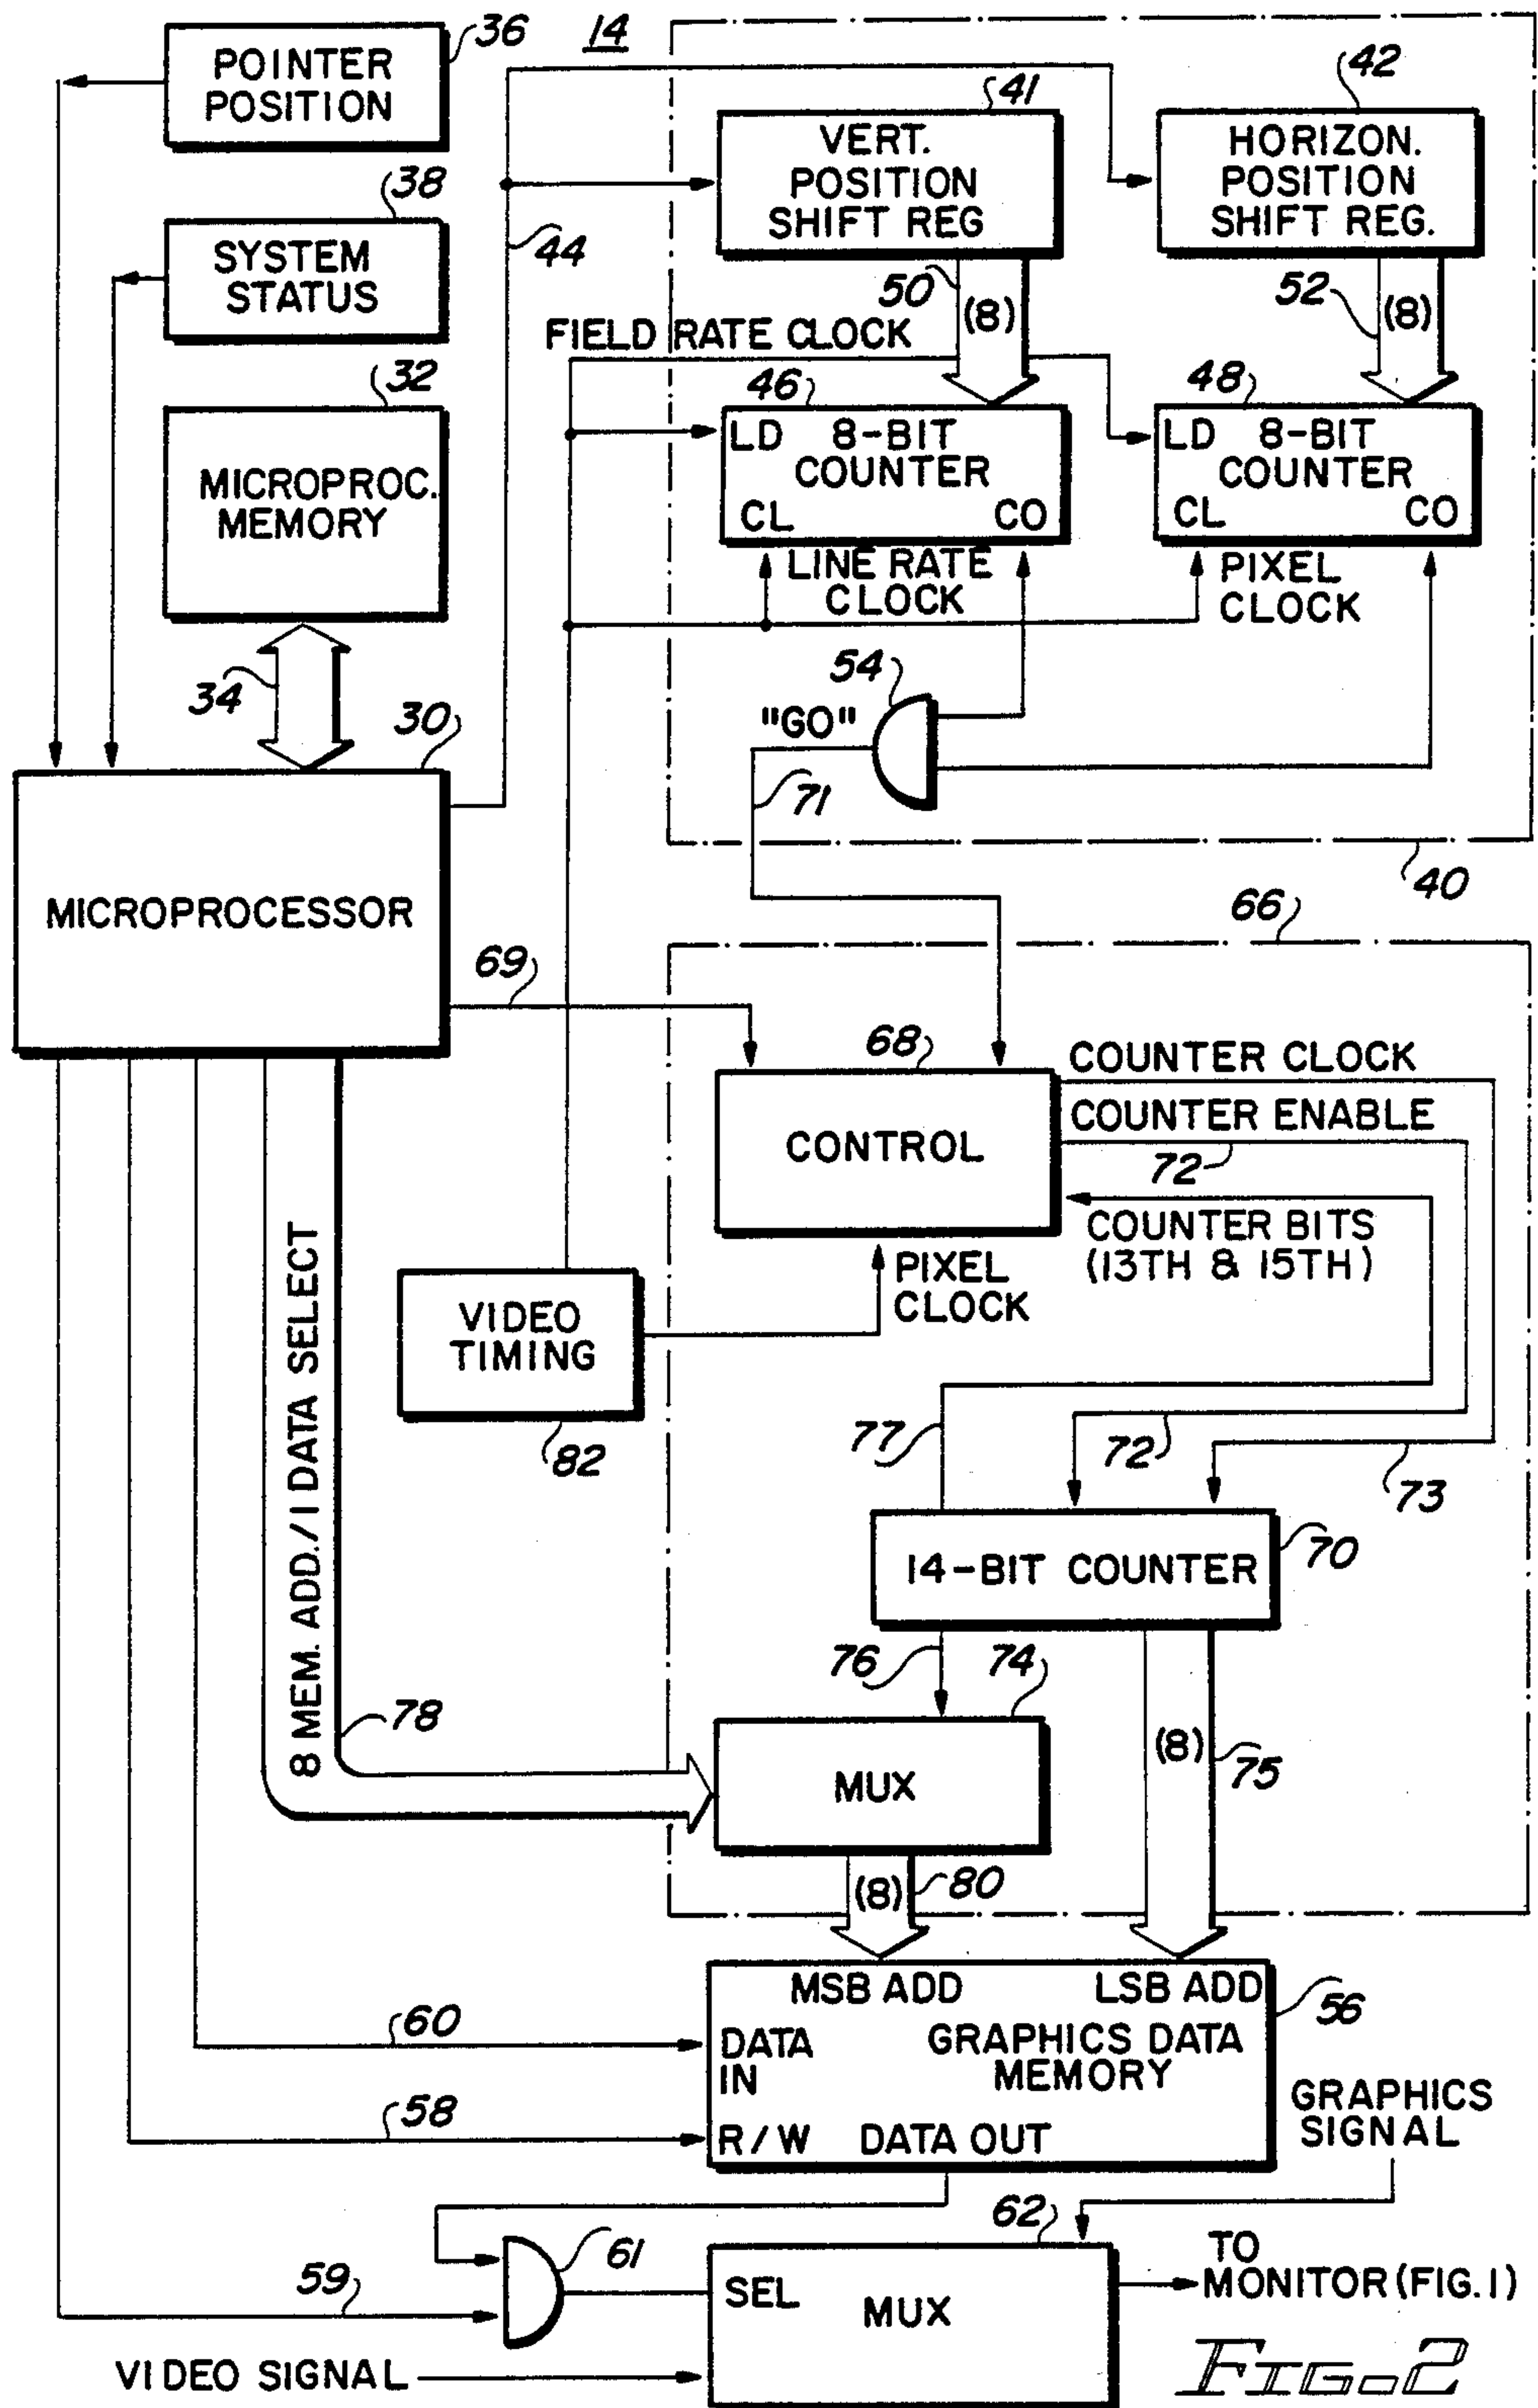 14
POINTER
POSITION
36
SYSTEM
STATUS
38
MICROPROC.
MEMORY
32
34
30
MICROPROCESSOR
44
41
VERT.
POSITION
SHIFT REG
42
HORIZON.
POSITION
SHIFT REG.
50
(8)
52
(8)
FIELD RATE CLOCK
46
LD 8-BIT
COUNTER
CL CO
48
LD 8-BIT
COUNTER
CL CO
LINE RATE
CLOCK
PIXEL
CLOCK
54
"GO"
71
40
66
69
68
CONTROL
COUNTER CLOCK
COUNTER ENABLE
72
COUNTER BITS
(13TH & 15TH)
PIXEL
CLOCK
VIDEO
TIMING
82
8 MEM. ADD./1 DATA SELECT
78
77
72
73
14-BIT COUNTER
70
76
74
MUX
(8)
75
(8)
80
MSB ADD LSB ADD
56
DATA
IN
GRAPHICS DATA
MEMORY
R/W DATA OUT
60
58
GRAPHICS
SIGNAL
62
61
59
SEL
MUX
TO
MONITOR (FIG. 1)
VIDEO SIGNAL
FIG. 2